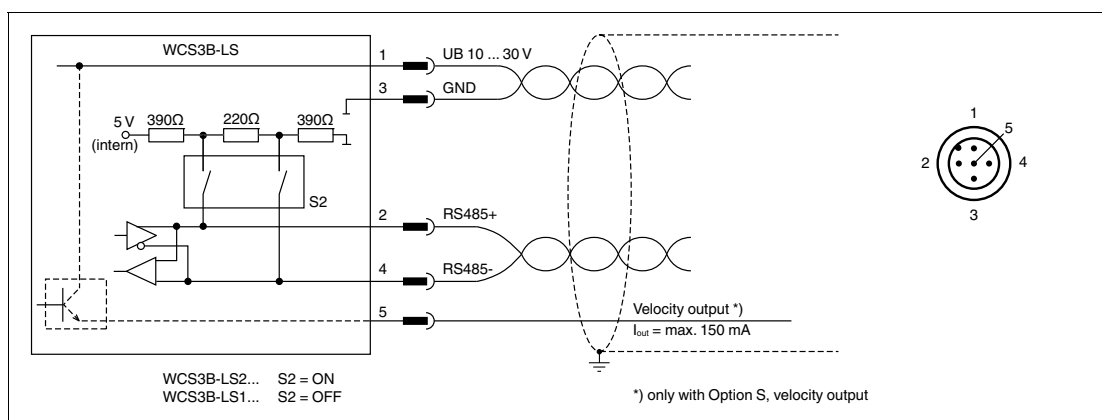 WCS3B-LS
1
UB 10 ... 30 V
3
GND
5 V
(intern)
390Ω
220Ω
390Ω
S2
2
RS485+
4
RS485-
5
Velocity output *)
Iout = max. 150 mA
WCS3B-LS2... S2 = ON
WCS3B-LS1... S2 = OFF
*) only with Option S, velocity output
1
5
2
4
3